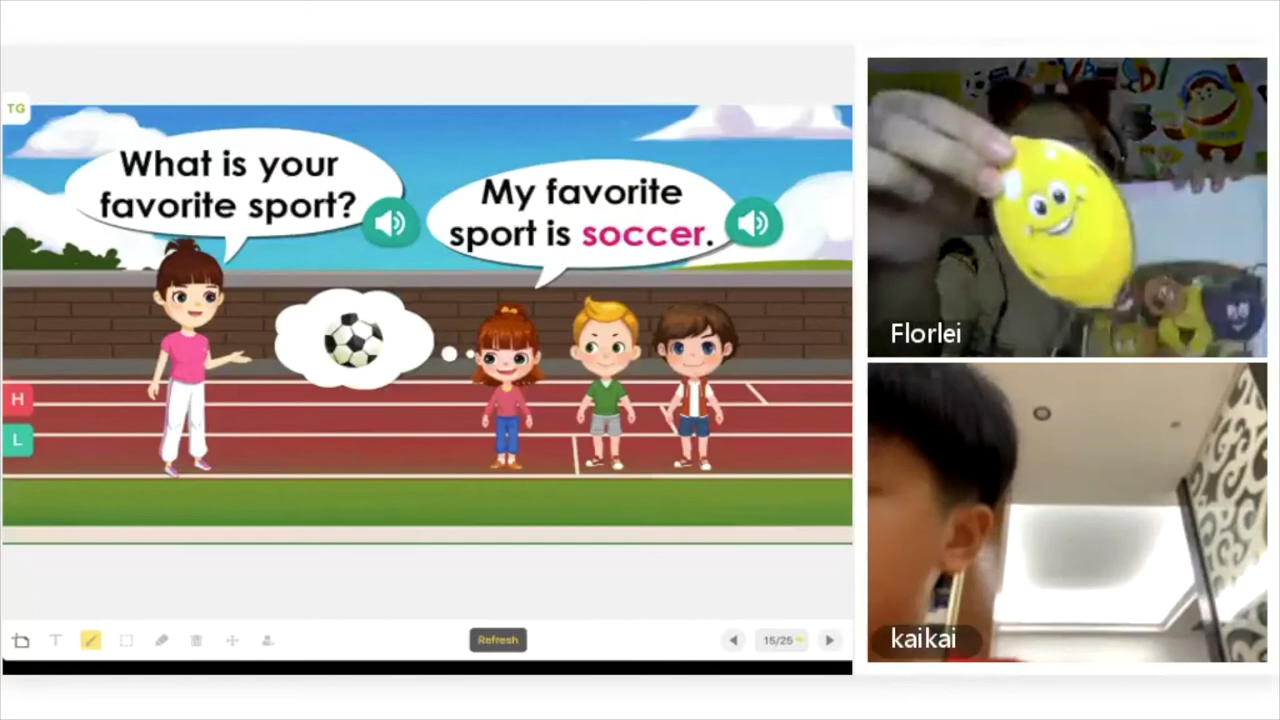 TG
What is your
favorite sport?
My favorite
sport is soccer.
H
L
T
Refresh
15/25
Florlei
kaikai